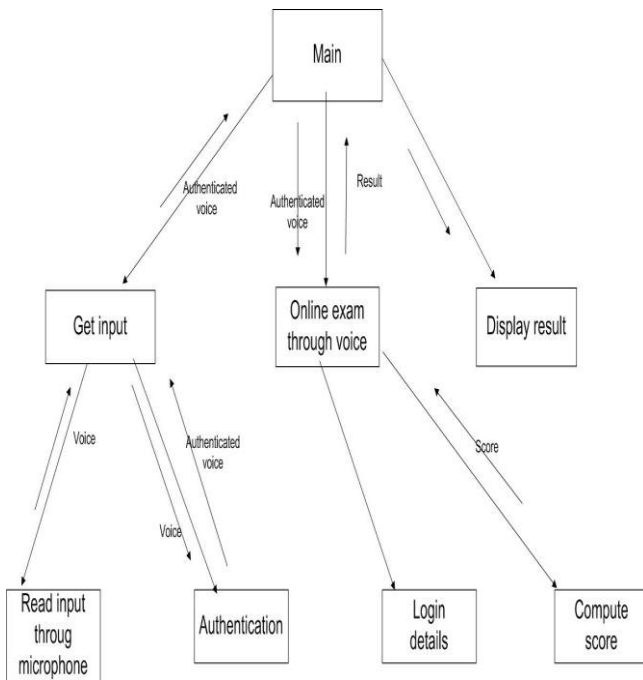 Main
Authenticated
voice
Authenticated
voice
Result
Get input
Online exam
through voice
Display result
Voice
Authenticated
voice
Voice
Score
Read input
throug
microphone
Authentication
Login
details
Compute
score